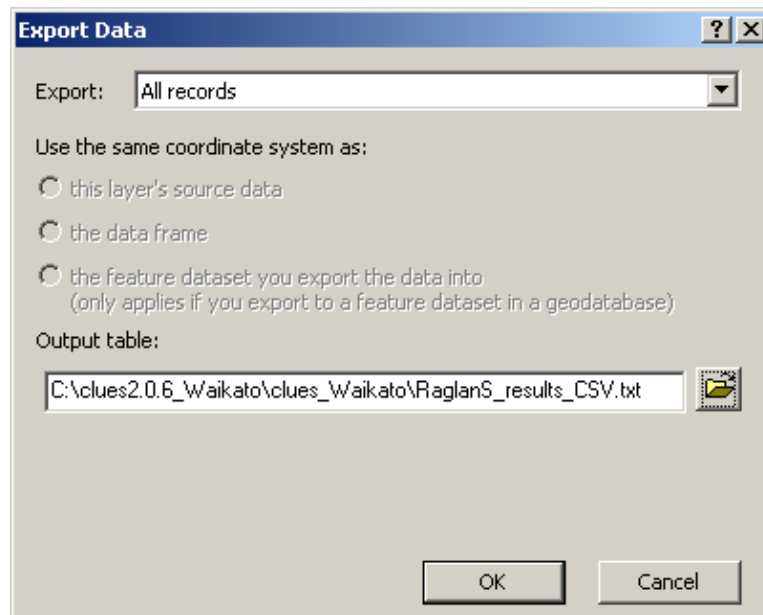 Export Data
Export: All records
Use the same coordinate system as:
this layer's source data
the data frame
the feature dataset you export the data into
(only applies if you export to a feature dataset in a geodatabase)
Output table:
C:\clues2.0.6_Waikato\clues_Waikato\RaglanS_results_CSV.txt
OK Cancel